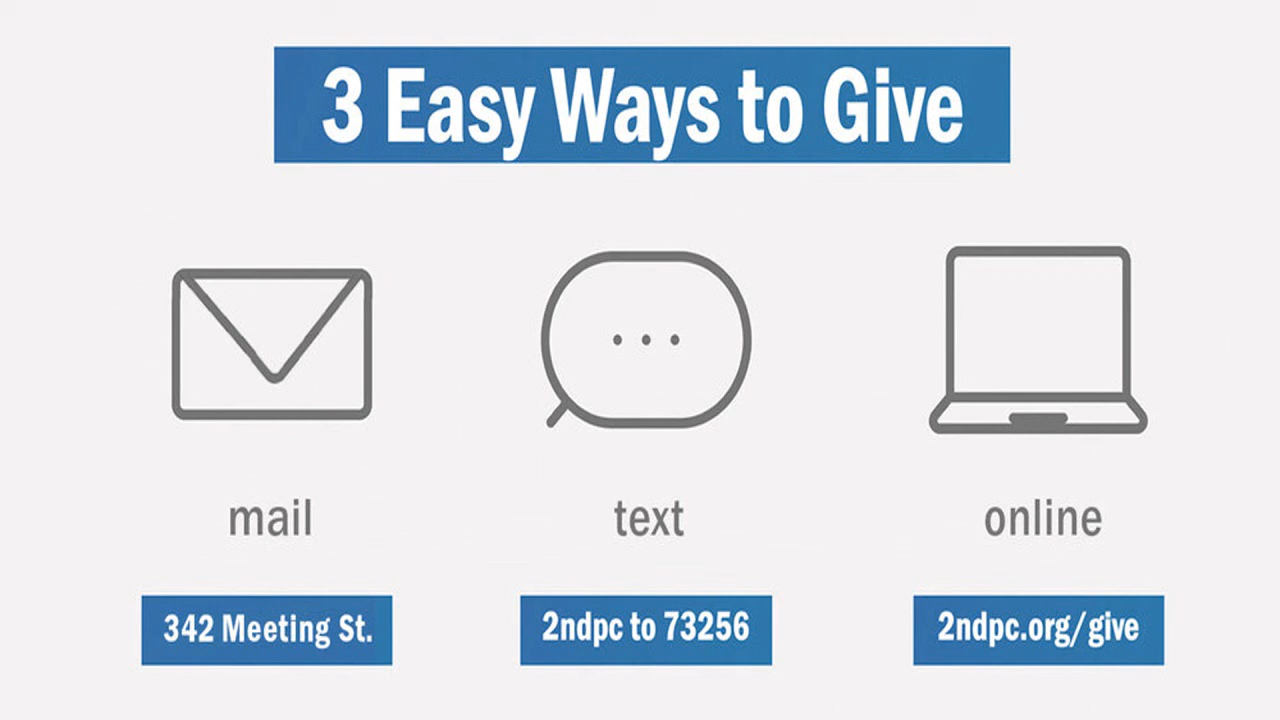 3 Easy Ways to Give
mail
text
online
342 Meeting St.
2ndpc to 73256
2ndpc.org/give